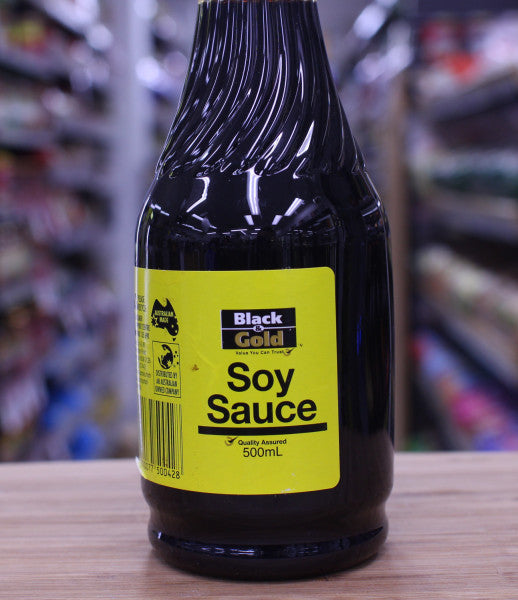 Black
& Gold
Value You Can Trust
Soy
Sauce
Quality Assured
500mL
AUSTRALIAN
MADE
DISTRIBUTED BY
AN AUSTRALIAN
OWNED COMPANY
500428